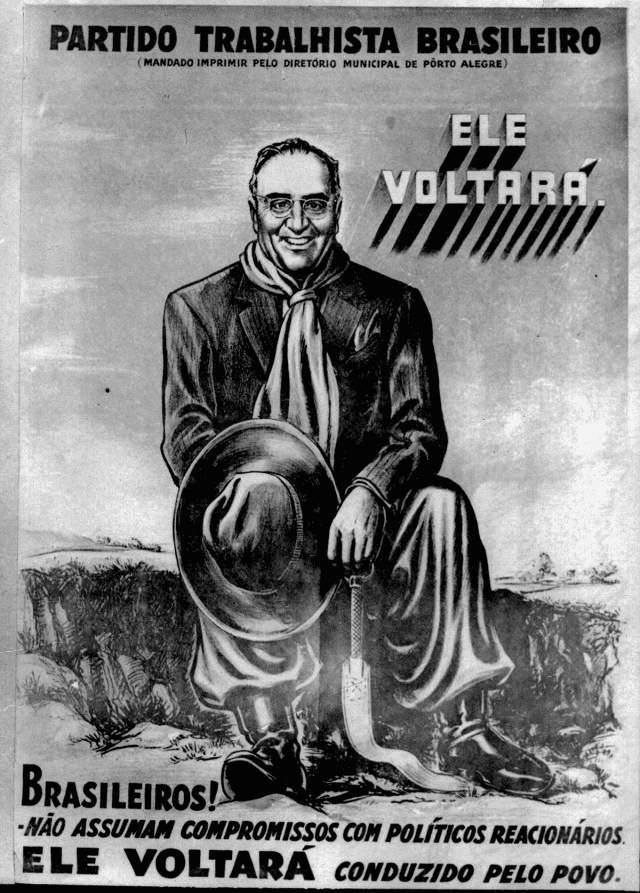 PARTIDO TRABALHISTA BRASILEIRO
(MANDADO IMPRIMIR PELO DIRETÓRIO MUNICIPAL DE PÔRTO ALEGRE)
ELE
VOLTARÁ.
BRASILEIROS!
-NÃO ASSUMAM COMPROMISSOS COM POLÍTICOS REACIONÁRIOS.
ELE VOLTARÁ CONDUZIDO PELO POVO.